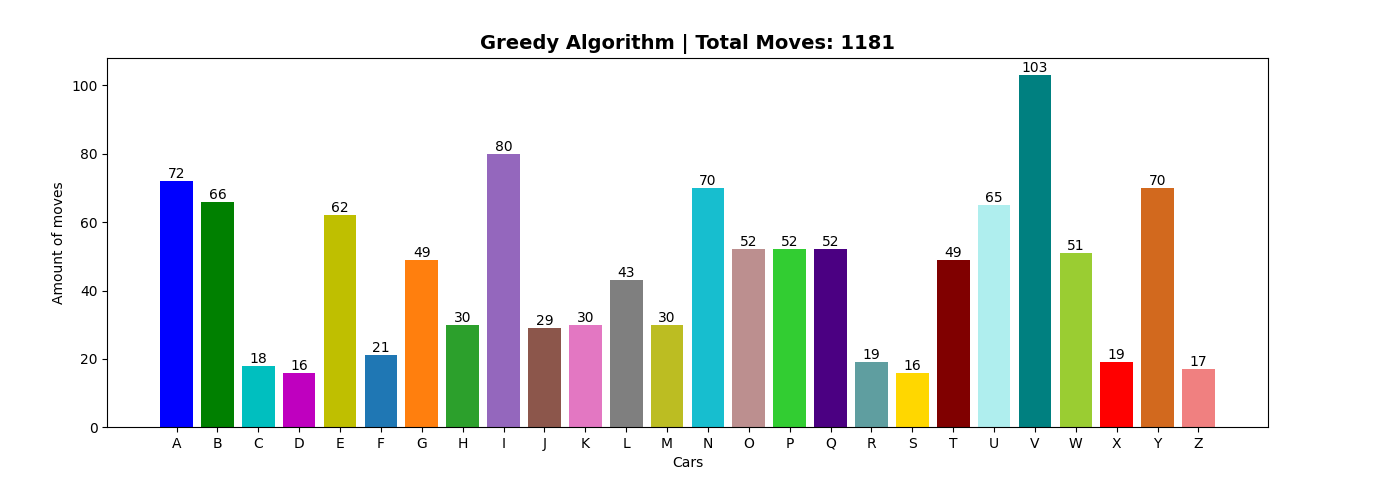 Greedy Algorithm | Total Moves: 1181
Amount of moves
100
80
60
40
20
0
72 66 18 16 62 21 49 30 80 29 30 43 30 70 52 52 52 19 16 49 65 103 51 19 70 17
A B C D E F G H I J K L M N O P Q R S T U V W X Y Z
Cars